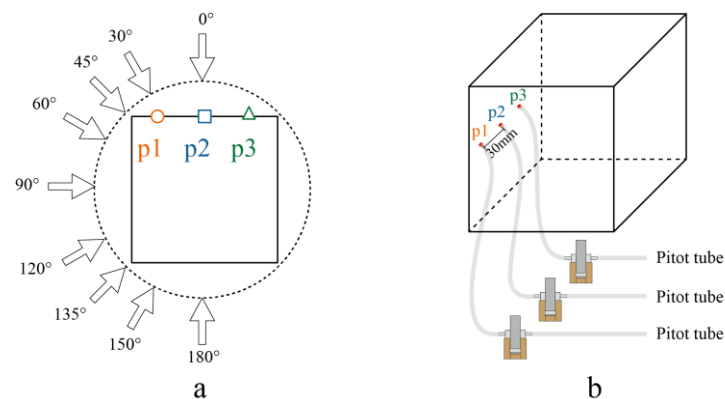 0°
30°
45°
60°
90°
120°
135°
150°
180°
p1 p2 p3
a
p3
p2
p1
30mm
Pitot tube
Pitot tube
Pitot tube
b